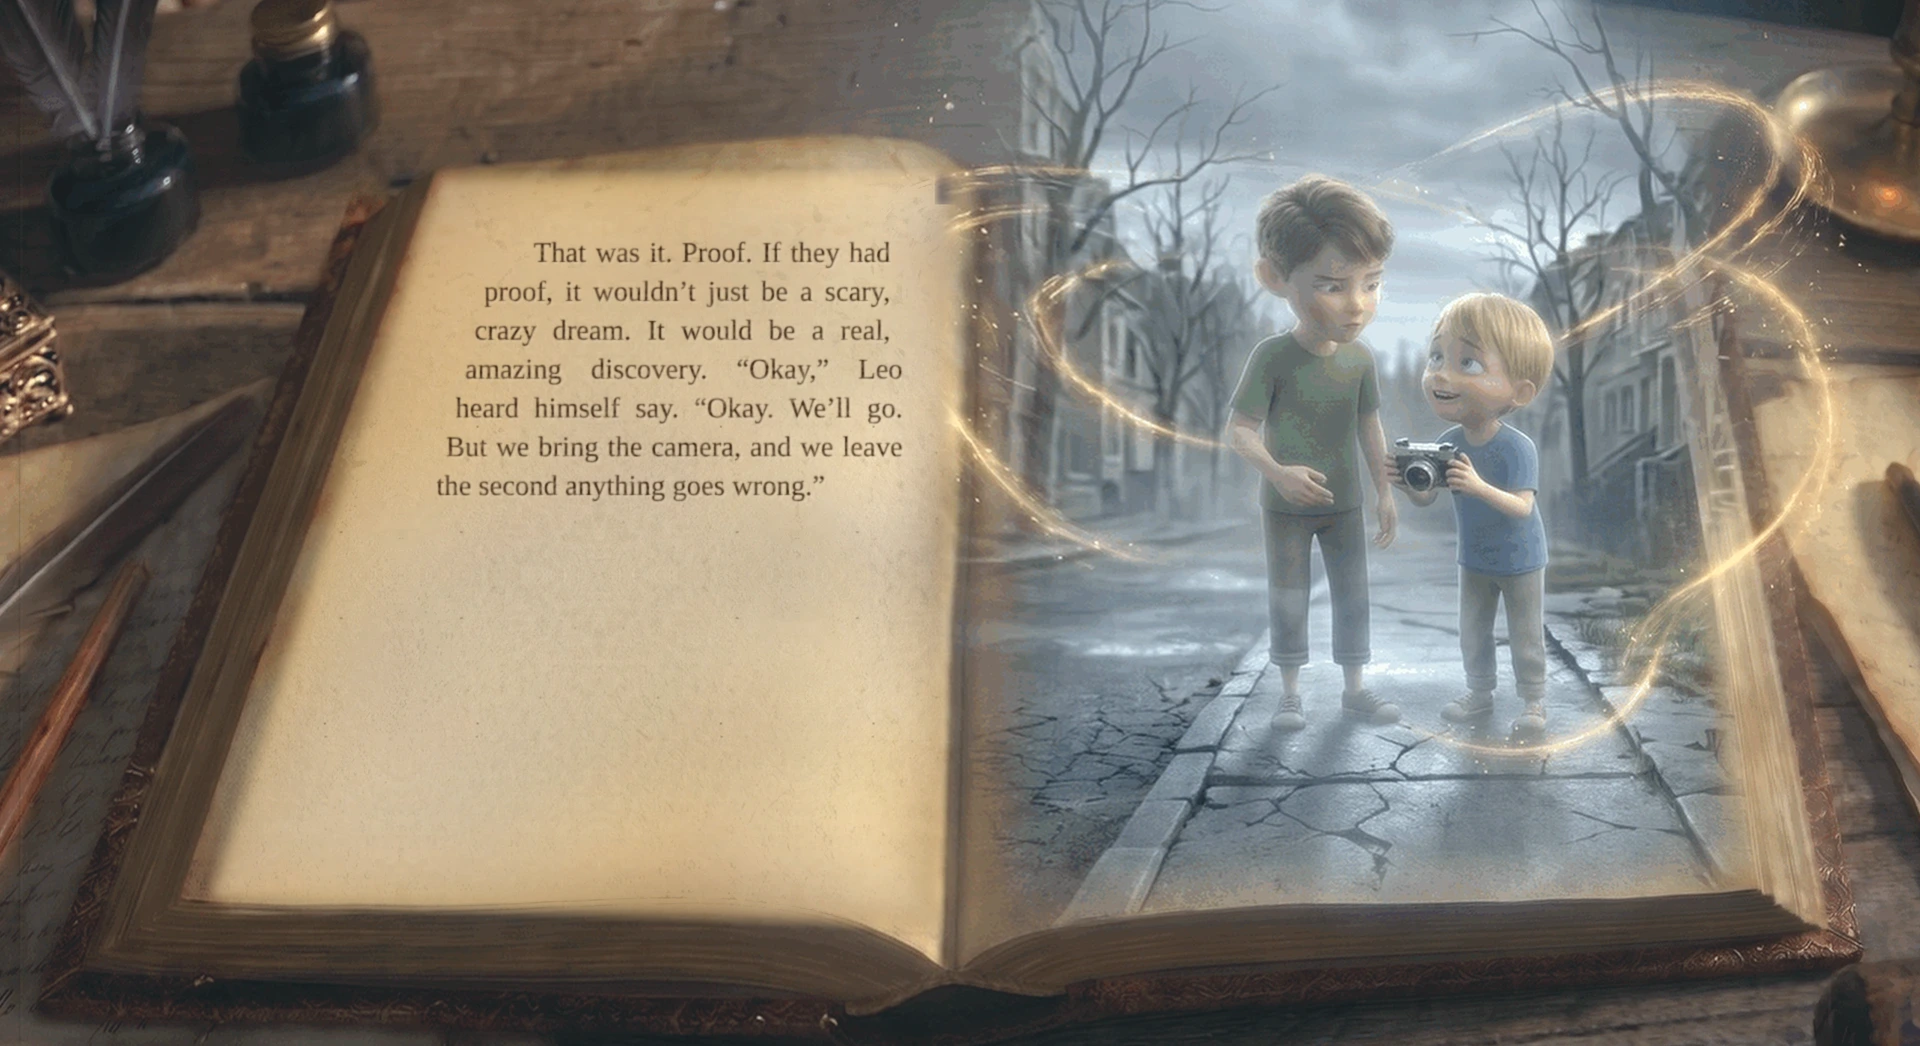 That was it. Proof. If they had
proof, it wouldn’t just be a scary,
crazy dream. It would be a real,
amazing discovery. “Okay,” Leo
heard himself say. “Okay. We’ll go.
But we bring the camera, and we leave
the second anything goes wrong.”